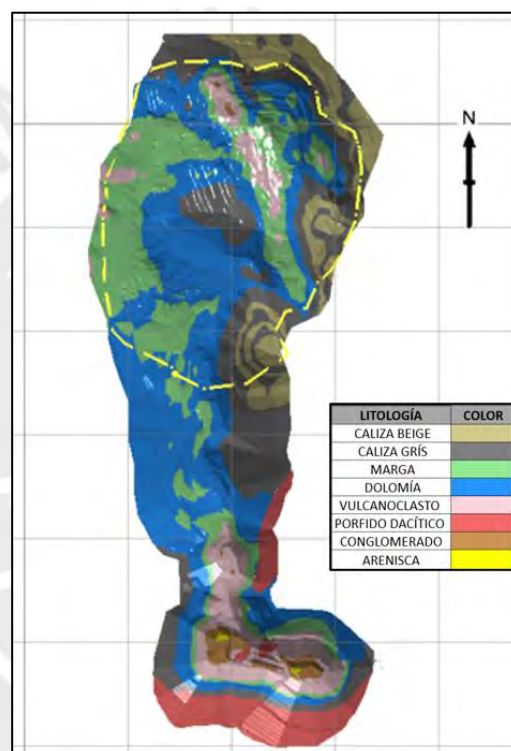 N
LITOLOGÍA COLOR
CALIZA BEIGE
CALIZA GRÍS
MARGA
DOLOMÍA
VULCANOCLASTO
PORFIDO DACÍTICO
CONGLOMERADO
ARENISCA